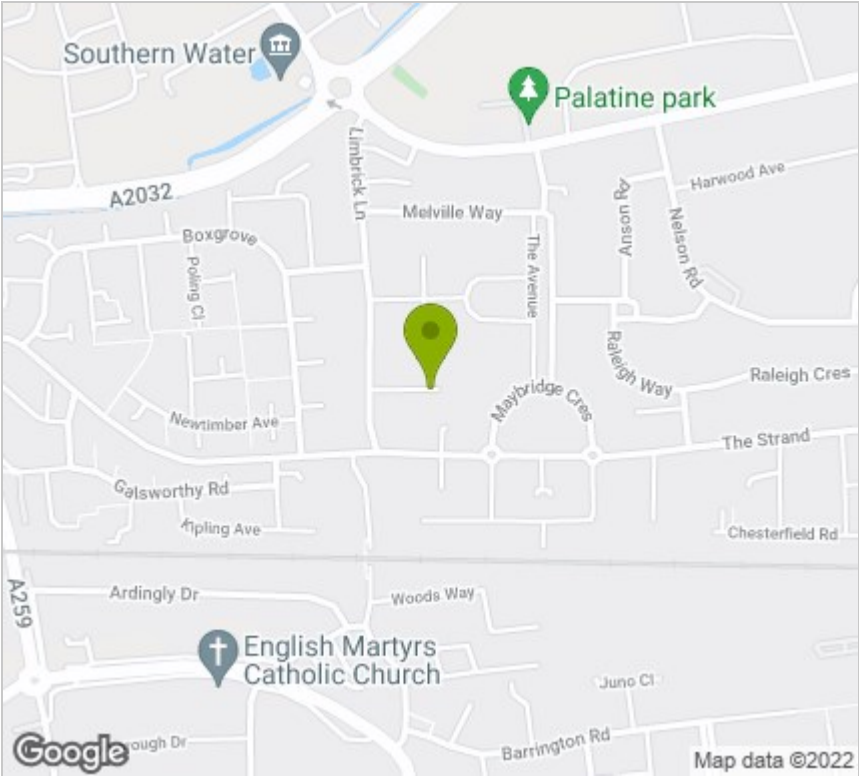 Southern Water
Palatine park
Limbrick Ln
Harwood Ave
A2032
Melville Way
Anson Rd
Nelson Rd
Boxgrove
The Avenue
Poling Cl
Raleigh Way
Raleigh Cres
Maybridge Cres
Newtimber Ave
The Strand
Galsworthy Rd
Kipling Ave
Chesterfield Rd
A259
Ardingly Dr
Woods Way
English Martyrs
Catholic Church
Juno Cl
Barrington Rd
Google
rough Dr
Map data ©2022